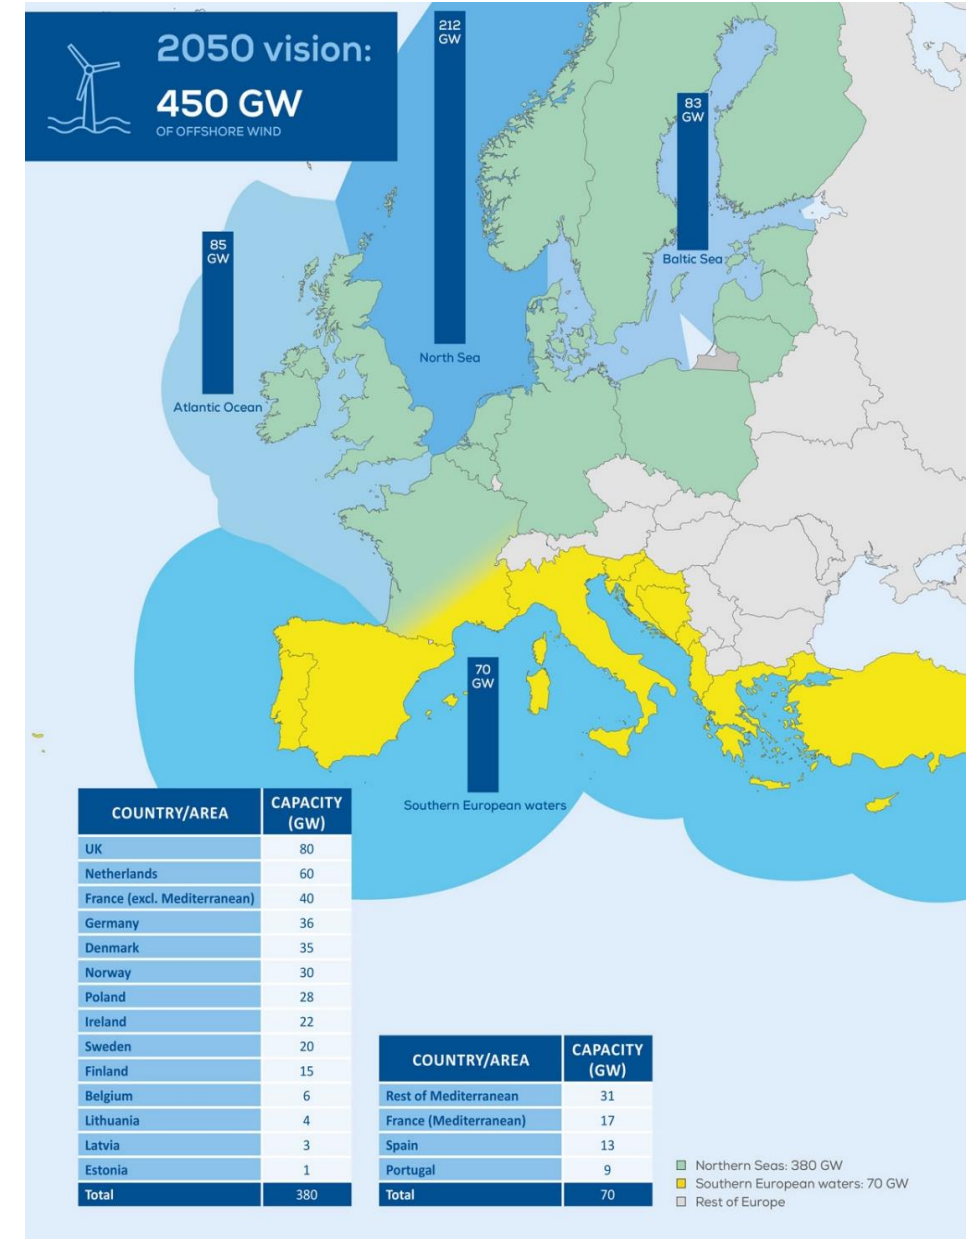 2050 vision:
450 GW
OF OFFSHORE WIND
212
GW
North Sea
83
GW
Baltic Sea
85
GW
Atlantic Ocean
70
GW
Southern European waters
COUNTRY/AREA CAPACITY (GW)
UK 80
Netherlands 60
France (excl. Mediterranean) 40
Germany 36
Denmark 35
Norway 30
Poland 28
Ireland 22
Sweden 20
Finland 15
Belgium 6
Lithuania 4
Latvia 3
Estonia 1
Total 380
COUNTRY/AREA CAPACITY (GW)
Rest of Mediterranean 31
France (Mediterranean) 17
Spain 13
Portugal 9
Total 70
Northern Seas: 380 GW
Southern European waters: 70 GW
Rest of Europe